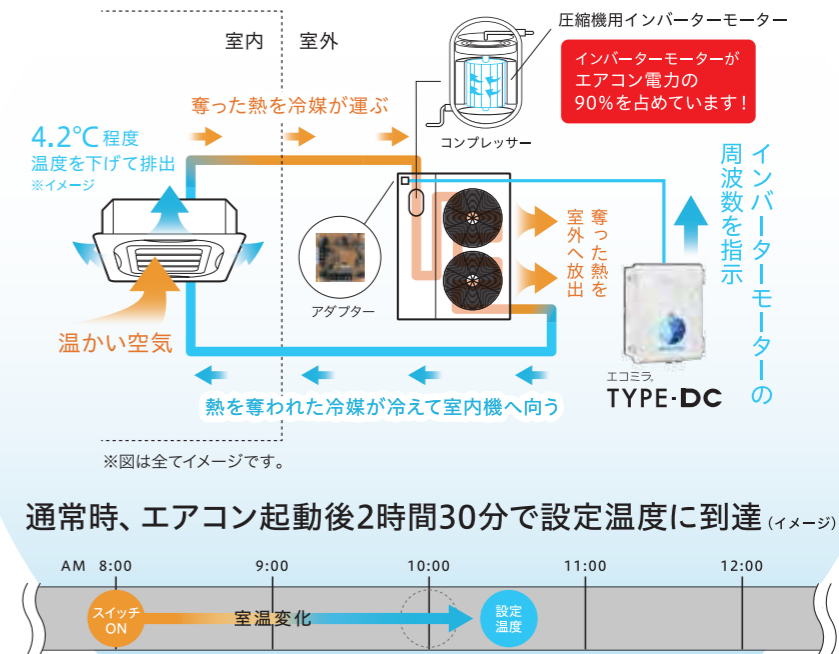 圧縮機用インバーターモーター
室内
室外
インバーターモーターが
エアコン電力の
90%を占めています!
奪った熱を冷媒が運ぶ
コンプレッサー
4.2℃程度
温度を下げて排出
※イメージ
インバーターモーターの
周波数を指示
奪った熱を
室外へ放出
アダプター
温かい空気
エコミラ
TYPE-DC
熱を奪われた冷媒が冷えて室内機へ向う
※図は全てイメージです。
通常時、エアコン起動後2時間30分で設定温度に到達(イメージ)
AM 8:00 9:00 10:00 11:00 12:00
スイッチ
ON
室温変化
設定
温度